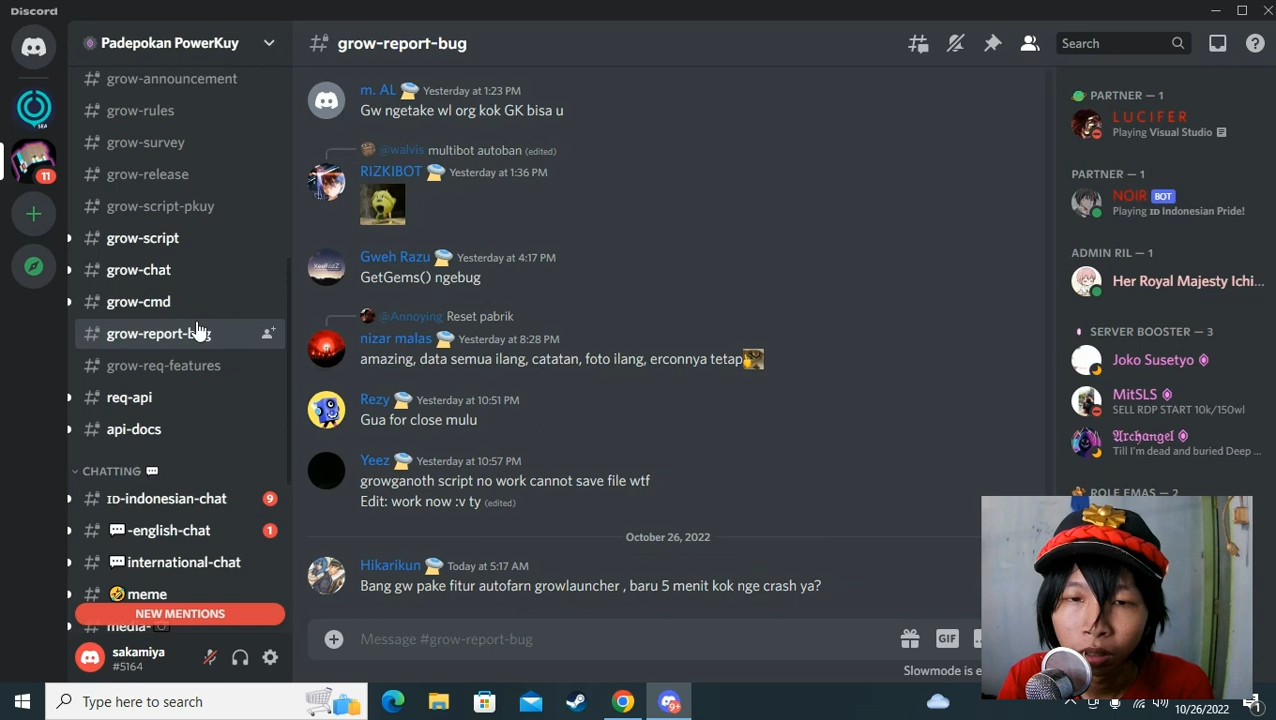 Discord
Padepokan PowerKuy
grow-announcement
grow-rules
grow-survey
grow-release
grow-script-pkuy
grow-script
grow-chat
grow-cmd
grow-report-bug
grow-req-features
req-api
api-docs
CHATTING
ID-indonesian-chat
9
-english-chat
1
international-chat
meme
NEW MENTIONS
media-
sakamiya
#5164
11
grow-report-bug
Search
m. AL Yesterday at 1:23 PM
Gw ngetake wl org kok GK bisa u
@walvis multibot autoban (edited)
RIZKIBOT Yesterday at 1:36 PM
Gweh Razu Yesterday at 4:17 PM
GetGems() ngebug
@Annoying Reset pabrik
nizar malas Yesterday at 8:28 PM
amazing, data semua ilang, catatan, foto ilang, erconnya tetap
Rezy Yesterday at 10:51 PM
Gua for close mulu
Yeez Yesterday at 10:57 PM
growganoth script no work cannot save file wtf
Edit: work now :v ty (edited)
October 26, 2022
Hikarikun Today at 5:17 AM
Bang gw pake fitur autofarn growlauncher , baru 5 menit kok nge crash ya?
Message #grow-report-bug
GIF
Slowmode is e
PARTNER — 1
LUCIFER
Playing Visual Studio
PARTNER — 1
NOIR BOT
Playing ID Indonesian Pride!
ADMIN RIL — 1
Her Royal Majesty Ichi...
SERVER BOOSTER — 3
Joko Susetyo
MitSLS
SELL RDP START 10k/150wl
Archangel
Till I'm dead and buried Deep ...
ROLE EMAS — 2
Type here to search
9+
10/26/2022
1